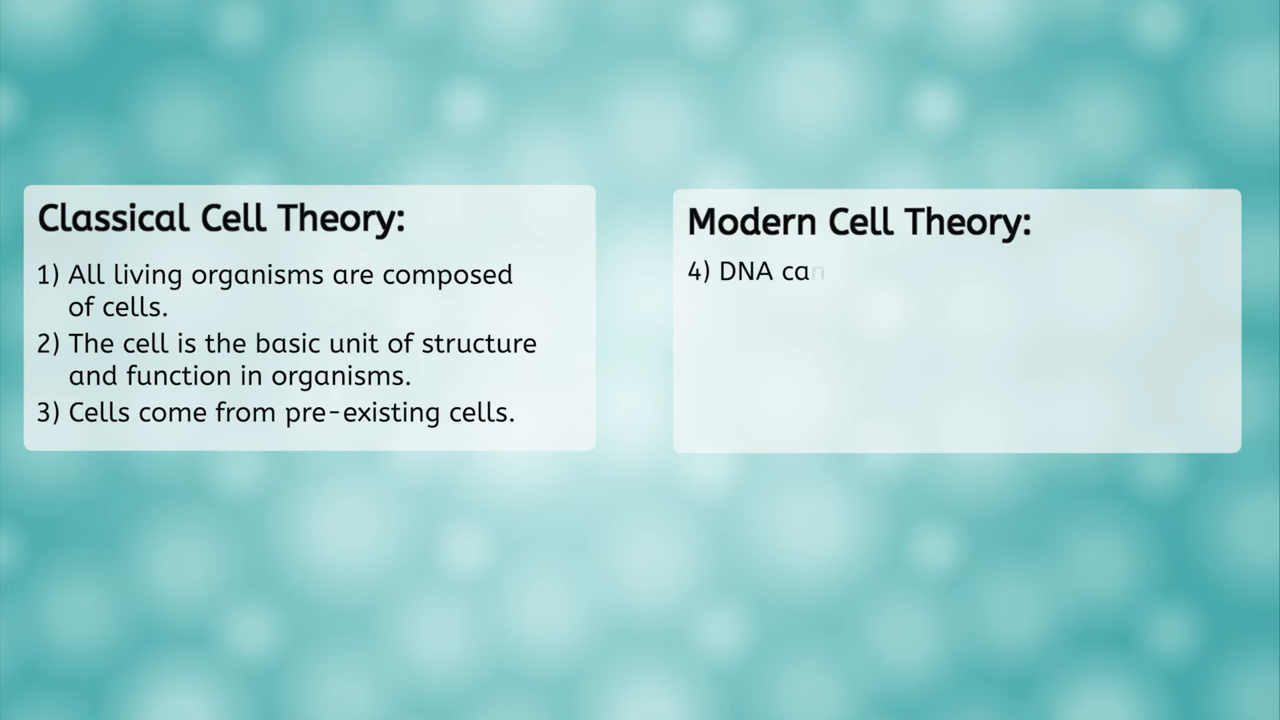 Classical Cell Theory:
1) All living organisms are composed
of cells.
2) The cell is the basic unit of structure
and function in organisms.
3) Cells come from pre-existing cells.
Modern Cell Theory:
4) DNA can